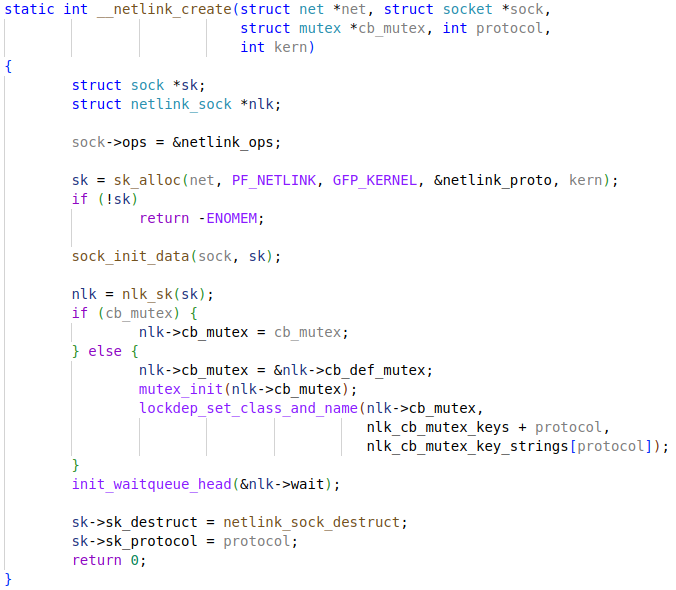 static int __netlink_create(struct net *net, struct socket *sock,
                            struct mutex *cb_mutex, int protocol,
                            int kern)
{
        struct sock *sk;
        struct netlink_sock *nlk;

        sock->ops = &netlink_ops;

        sk = sk_alloc(net, PF_NETLINK, GFP_KERNEL, &netlink_proto, kern);
        if (!sk)
                return -ENOMEM;

        sock_init_data(sock, sk);

        nlk = nlk_sk(sk);
        if (cb_mutex) {
                nlk->cb_mutex = cb_mutex;
        } else {
                nlk->cb_mutex = &nlk->cb_def_mutex;
                mutex_init(nlk->cb_mutex);
                lockdep_set_class_and_name(nlk->cb_mutex,
                                           nlk_cb_mutex_keys + protocol,
                                           nlk_cb_mutex_key_strings[protocol]);
        }
        init_waitqueue_head(&nlk->wait);

        sk->sk_destruct = netlink_sock_destruct;
        sk->sk_protocol = protocol;
        return 0;
}